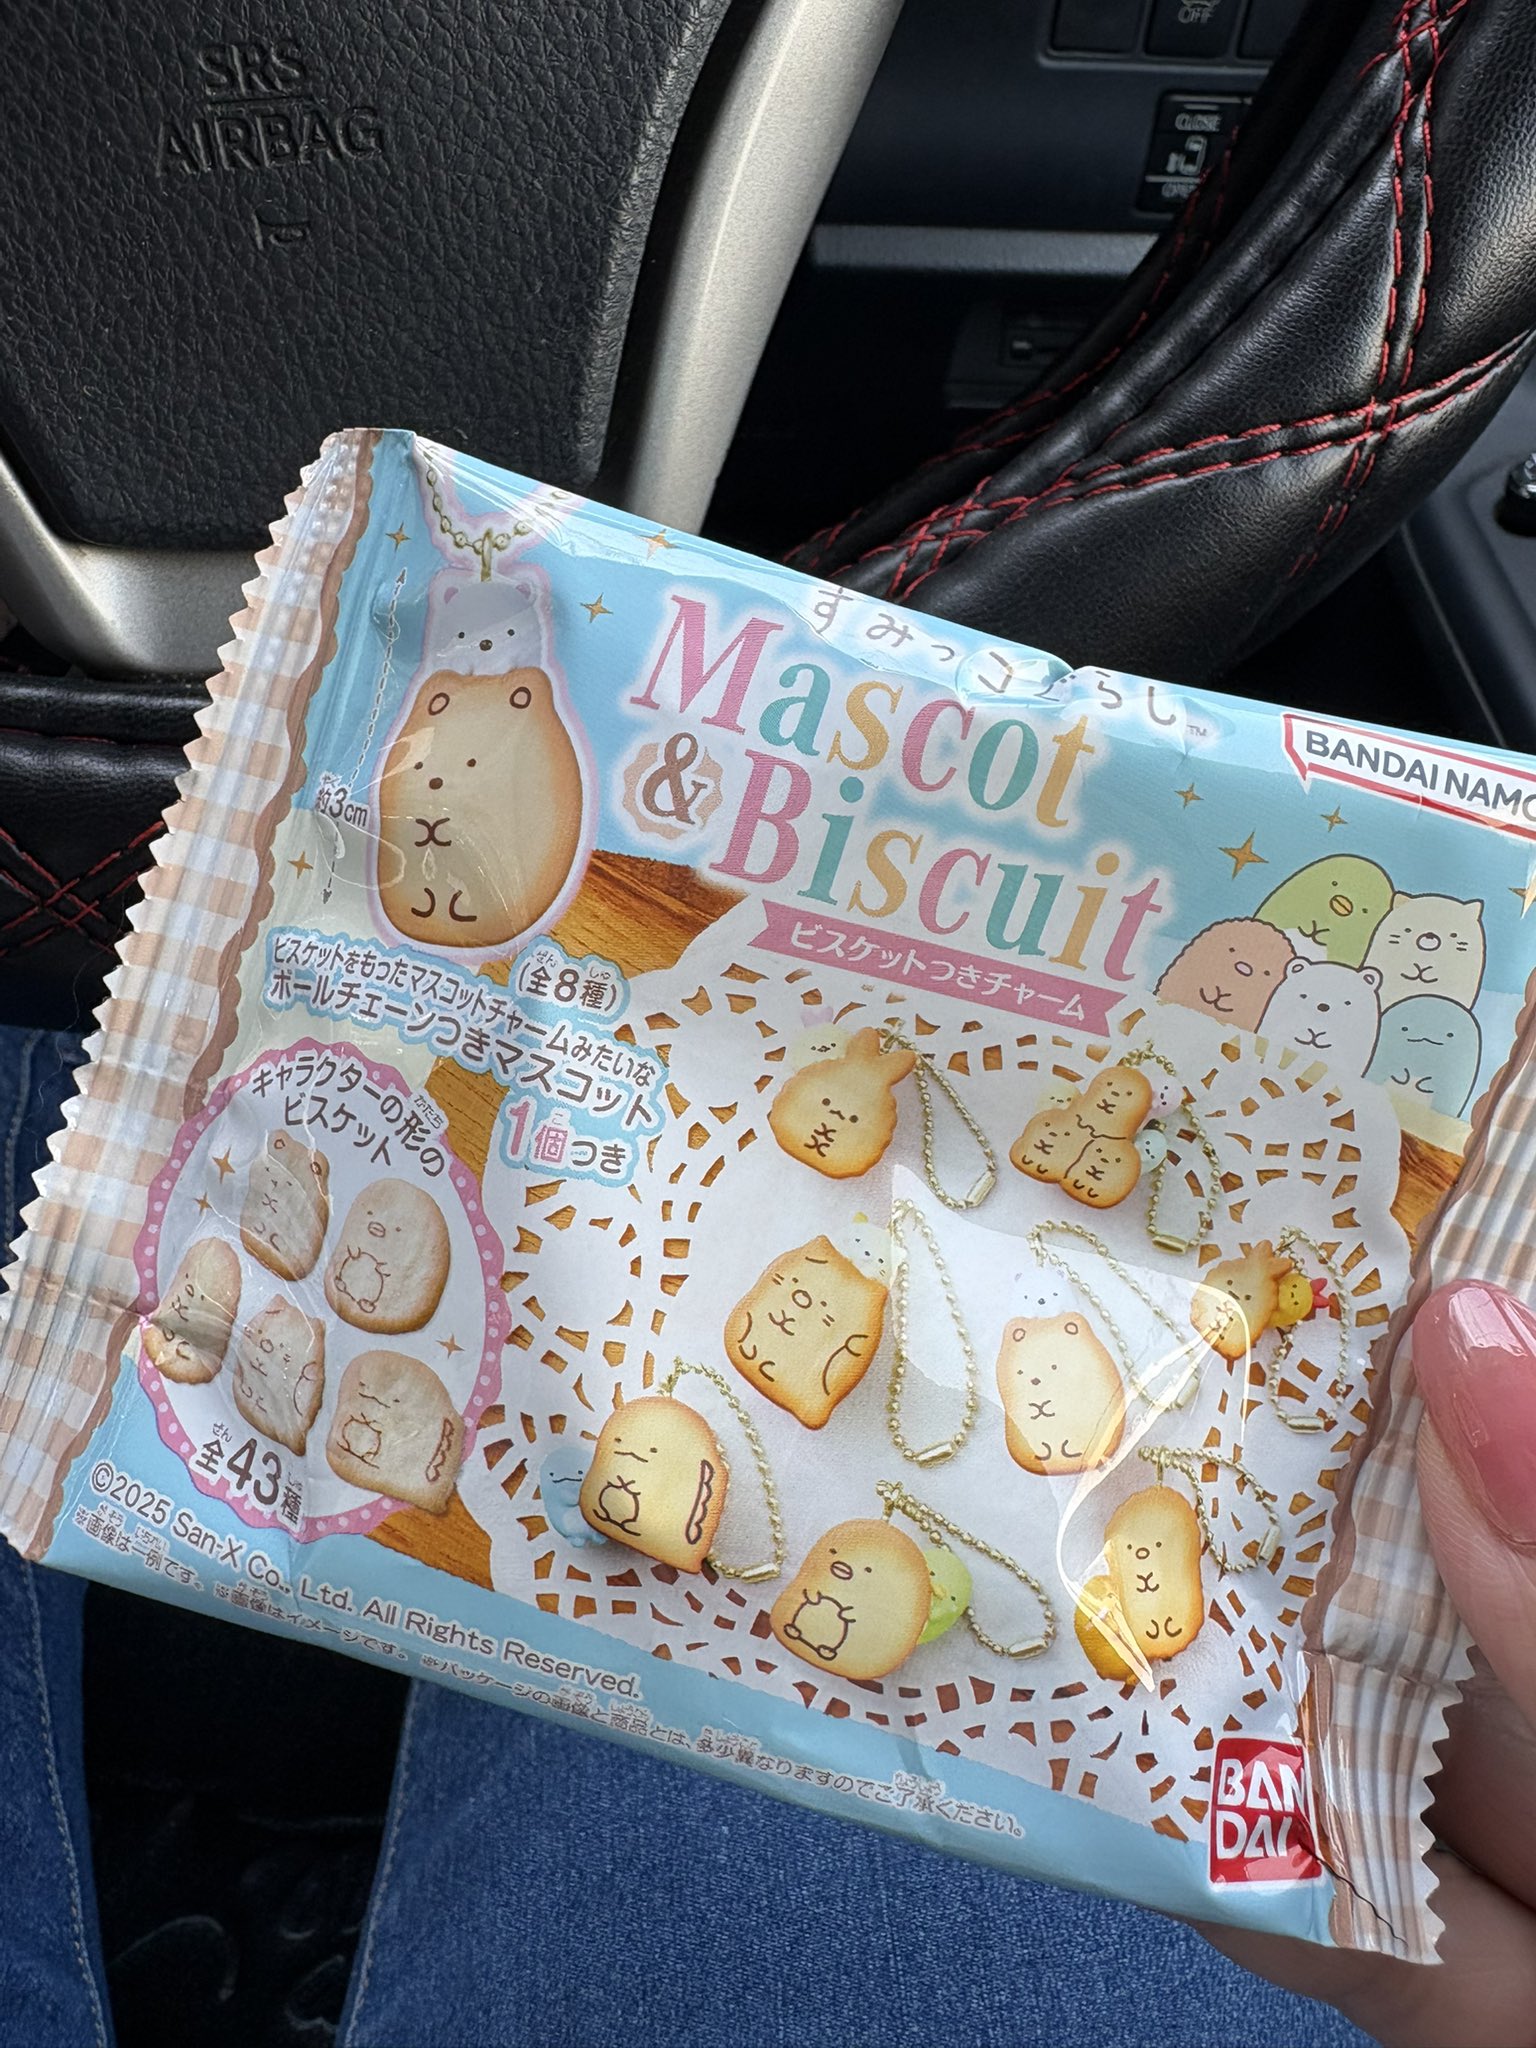 SRS
AIRBAG
OFF
CLOSE
すみっコぐらし™
Mascot
& Biscuit
ビスケットつきチャーム
BANDAI NAMCO
約3cm
ビスケットをもったマスコットチャームみたいな
ボールチェーンつきマスコット
(全8種)
1個つき
キャラクターの形の
ビスケット
全43種
©2025 San-X Co., Ltd. All Rights Reserved.
※画像は一例です。 ※画像はイメージです。 ※パッケージの画像と商品とは、多少異なりますのでご了承ください。
BAN
DAI